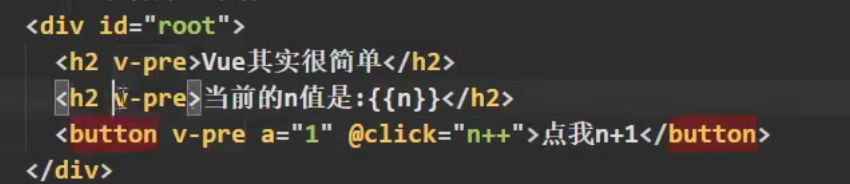 <div id="root">
<h2 v-pre>Vue其实很简单</h2>
<h2 v-pre>当前的n值是:{{n}}</h2>
<button v-pre a="1" @click="n++">点我n+1</button>
</div>